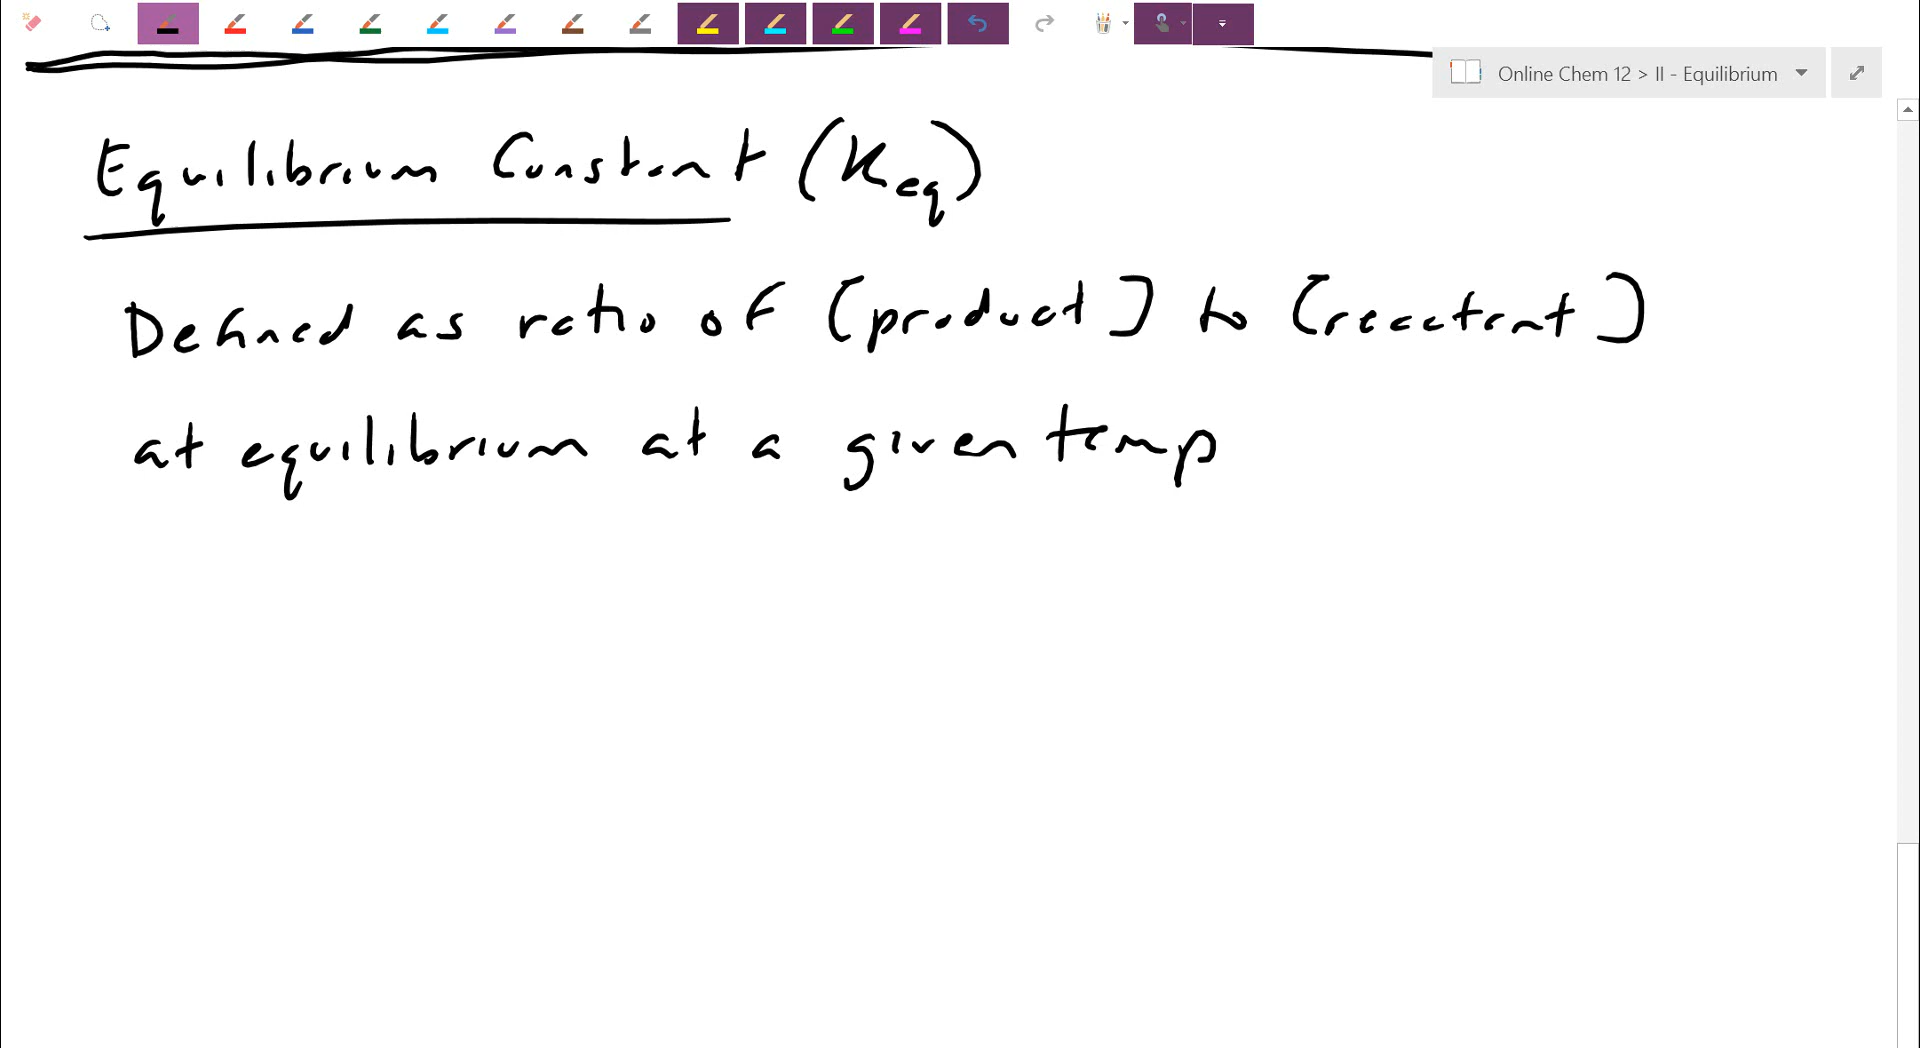 Online Chem 12 > II - Equilibrium
Equilibrium Constant (Keq)
Defined as ratio of [product] to [reactant]
at equilibrium at a given temp